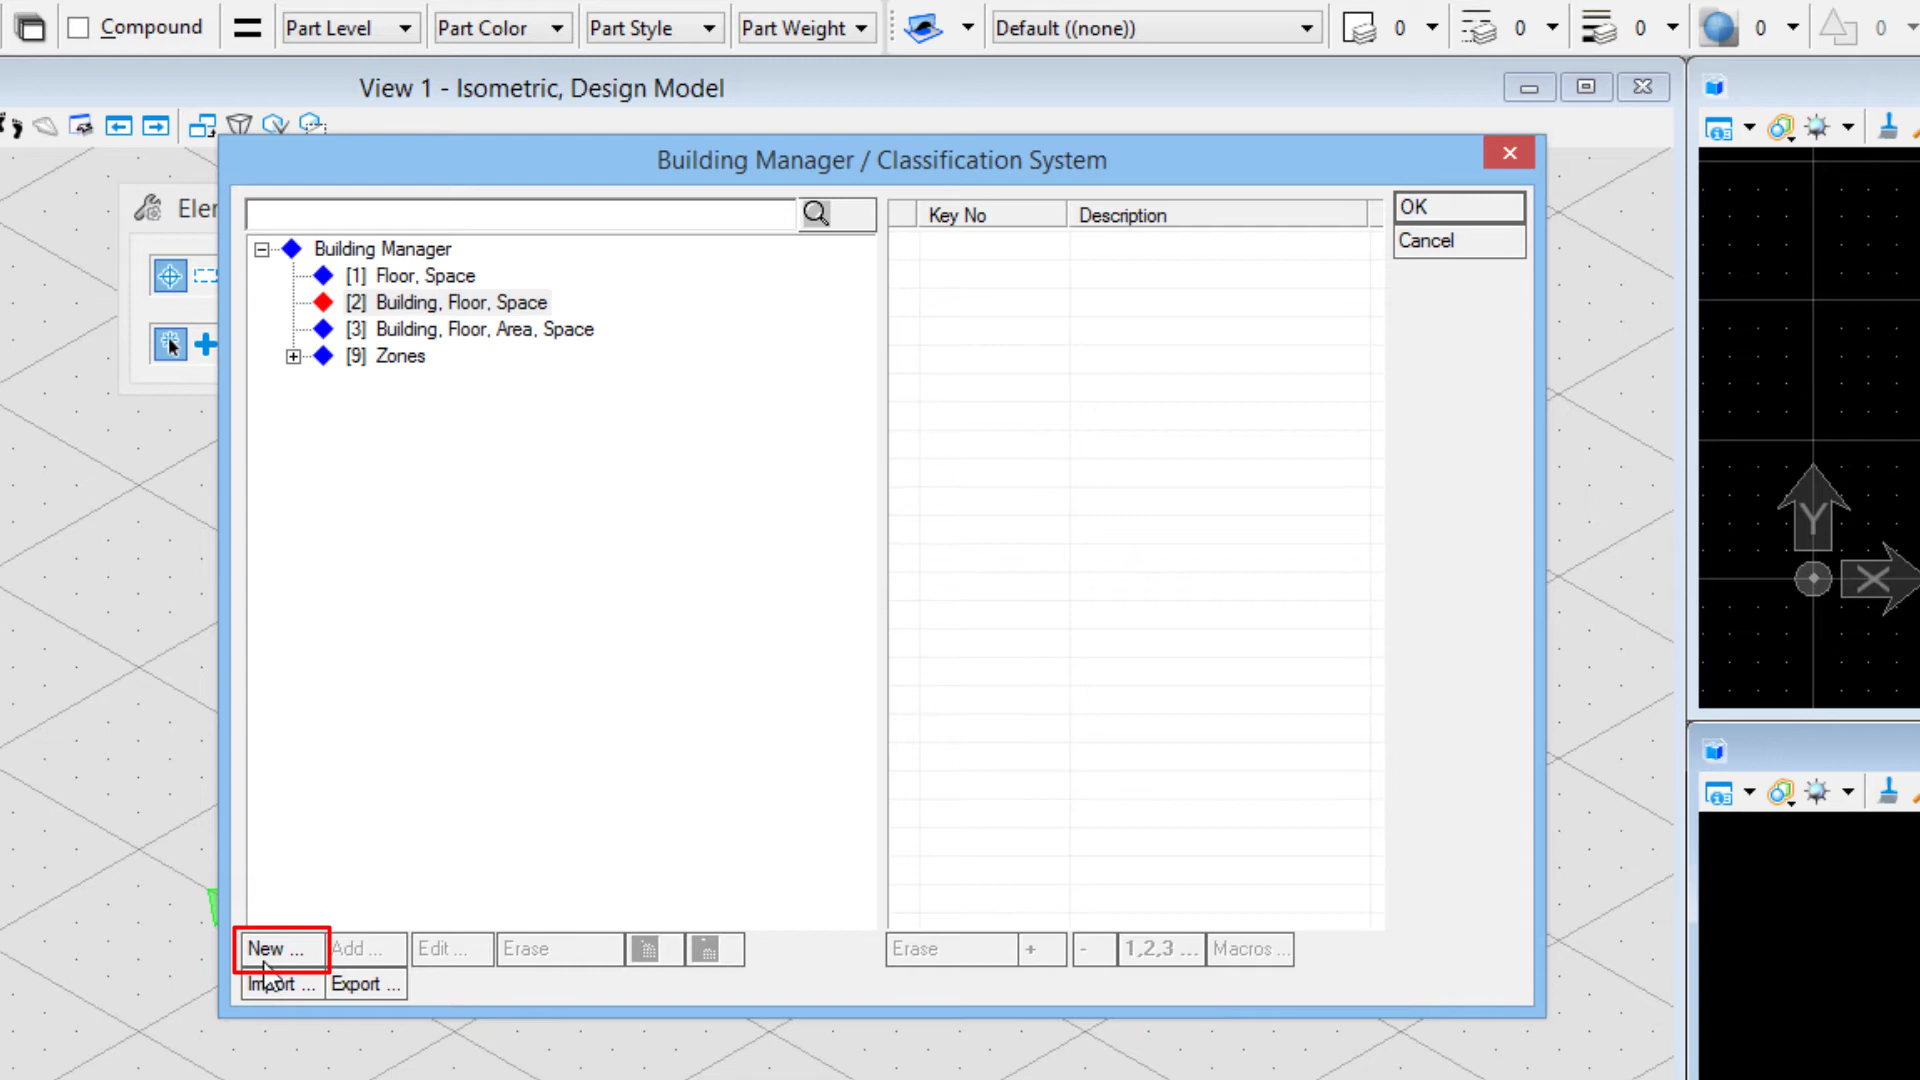 Compound Part Level Part Color Part Style Part Weight Default ((none)) 0 0 0 0 0
View 1 - Isometric, Design Model
Building Manager / Classification System
Ele
Key No Description
OK
Cancel
Building Manager
[1] Floor, Space
[2] Building, Floor, Space
[3] Building, Floor, Area, Space
[9] Zones
Y
X
New ... Add ... Edit ... Erase Erase + - 1,2,3 ... Macros ...
Import ... Export ...